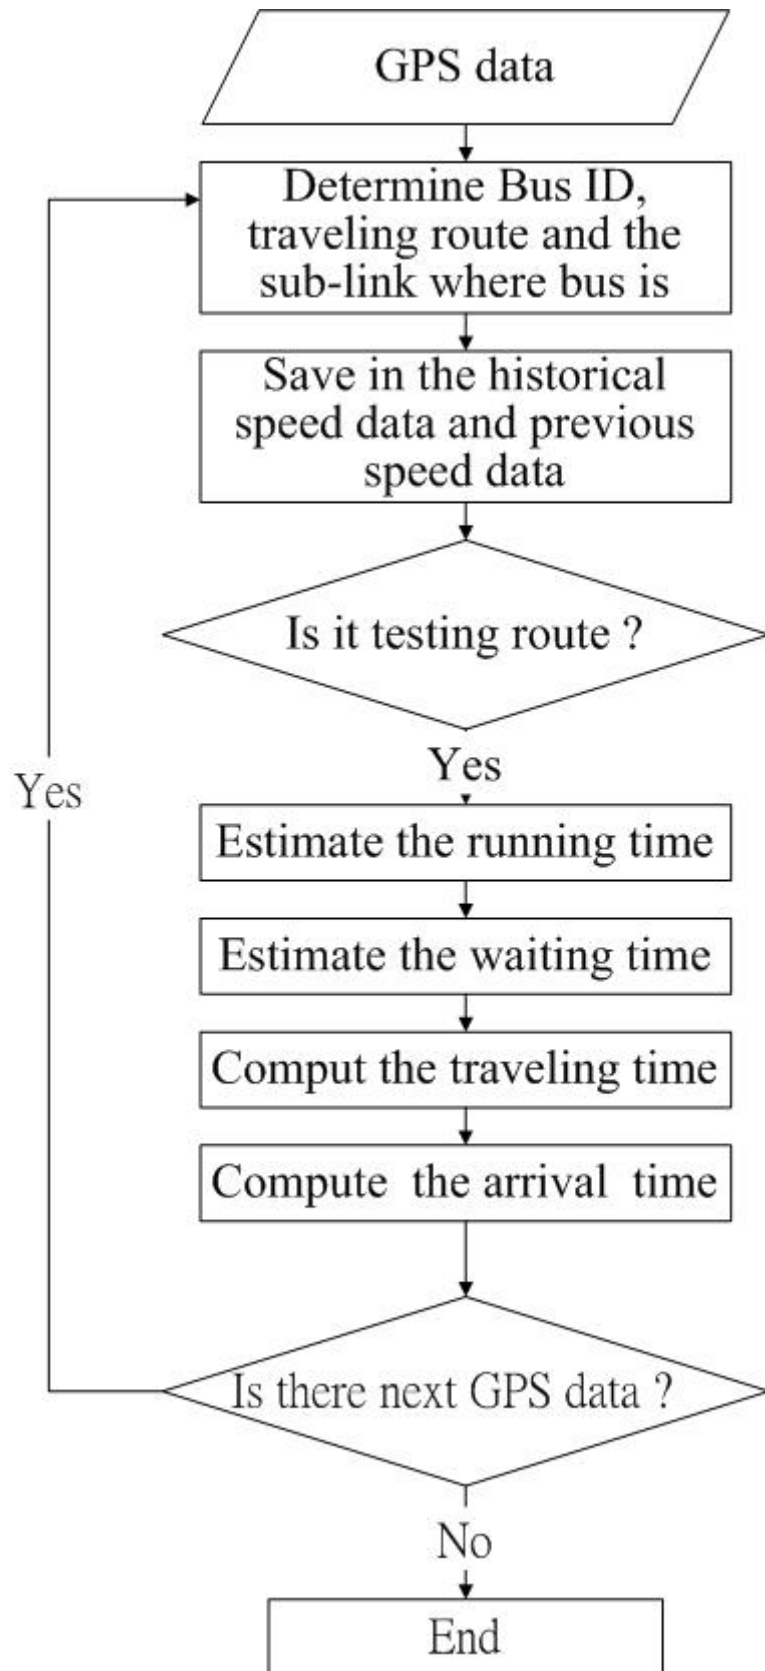 GPS data
Determine Bus ID,
traveling route and the
sub-link where bus is
Save in the historical
speed data and previous
speed data
Is it testing route ?
Yes
Yes
Estimate the running time
Estimate the waiting time
Comput the traveling time
Compute the arrival time
Is there next GPS data ?
No
End